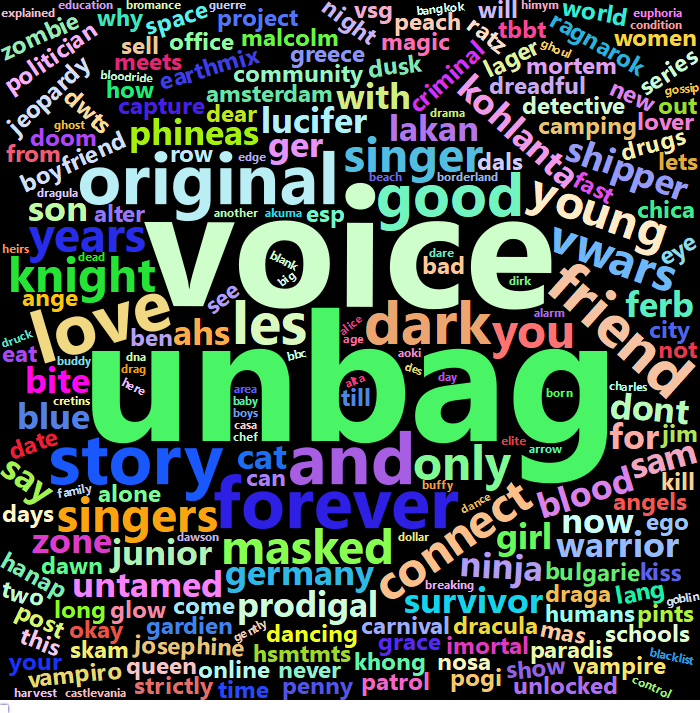 explained education bromance guerre night vsg bangkok will himym world euphoria
zombie why space project peach ratz tbbt ragnarok condition
politician sell office malcolm magic lager ghoul women
jeopardy meets greece criminal mortem series
bloodride earthmix community dusk dreadful new gossip
dwts how amsterdam with kohlanta detective out
capture dear lucifer drama camping lover
ghost doom phineas lakan drugs
from row ger singer shipper lets
boyfriend edge original dals fast
dragula beach good borderland young chica
son alter another akuma esp vwars eye
years voice
heirs dead blank dare bad friend
knight big dirk ferb
ange see
love ben ahs les dark you alarm city
druck alice age aoki not
eat buddy dna bbc des
bite drag here area alta day born charles
cretins baby till unbag dont
blue boys
casa elite for jim
date chef arrow
say story cat and only sam
family can buffy kill
alone forever dance blood angels
days singers dawson dollar connect now ego
zone junior masked girl warrior
hanap dawn germany ninja bulgarie kiss
two untamed breaking lang goblin
long glow come prodigal survivor draga humans pints
post okay gardien gently dancing carnival dracula mas schools
this skam josephine grace imortal paradis
your hsmtmts khong nosa blacklist
vampiro queen online never pogi show vampire
strictly time penny patrol unlocked control
harvest castlevania